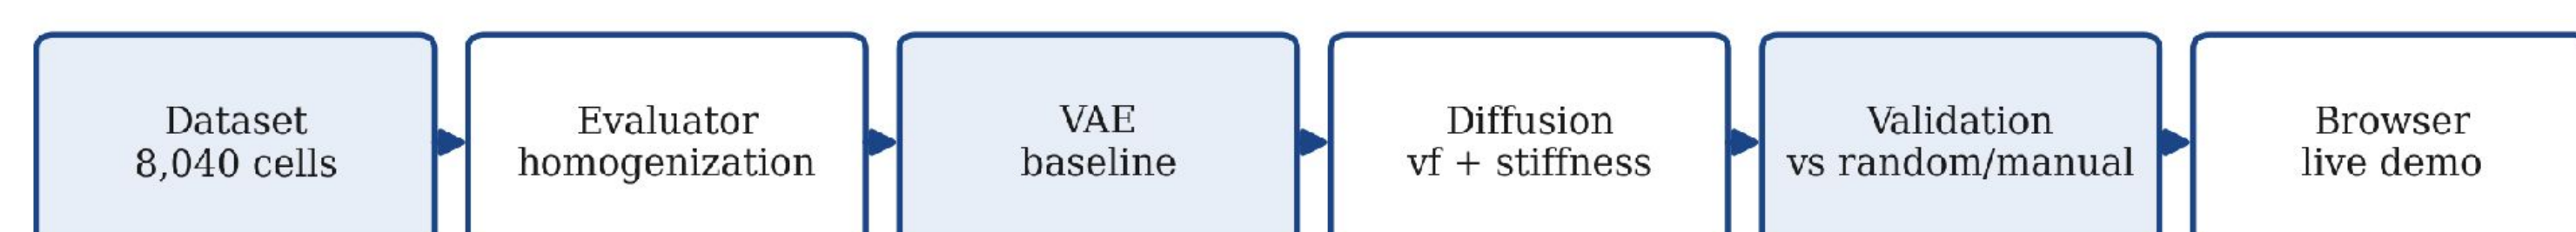 Dataset
8,040 cells
Evaluator
homogenization
VAE
baseline
Diffusion
vf + stiffness
Validation
vs random/manual
Browser
live demo